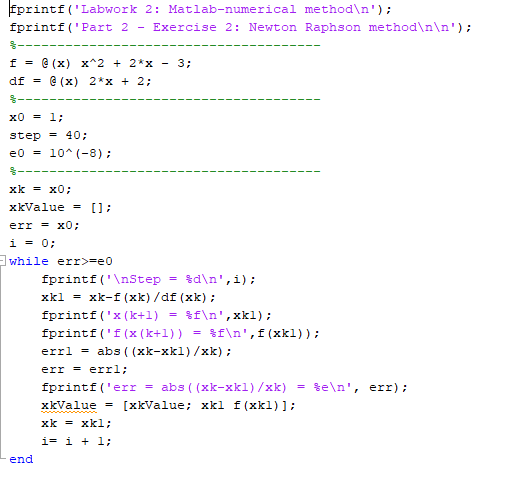 fprintf('Labwork 2: Matlab-numerical method\n');
fprintf('Part 2 - Exercise 2: Newton Raphson method\n\n');
%-------------------------------------
f = @(x) x^2 + 2*x - 3;
df = @(x) 2*x + 2;
%-------------------------------------
x0 = 1;
step = 40;
e0 = 10^(-8);
%-------------------------------------
xk = x0;
xkValue = [];
err = x0;
i = 0;
while err>=e0
    fprintf('\nStep = %d\n',i);
    xk1 = xk-f(xk)/df(xk);
    fprintf('x(k+1) = %f\n',xk1);
    fprintf('f(x(k+1)) = %f\n',f(xk1));
    err1 = abs((xk-xk1)/xk);
    err = err1;
    fprintf('err = abs((xk-xk1)/xk) = %e\n', err);
    xkValue = [xkValue; xk1 f(xk1)];
    xk = xk1;
    i= i + 1;
end